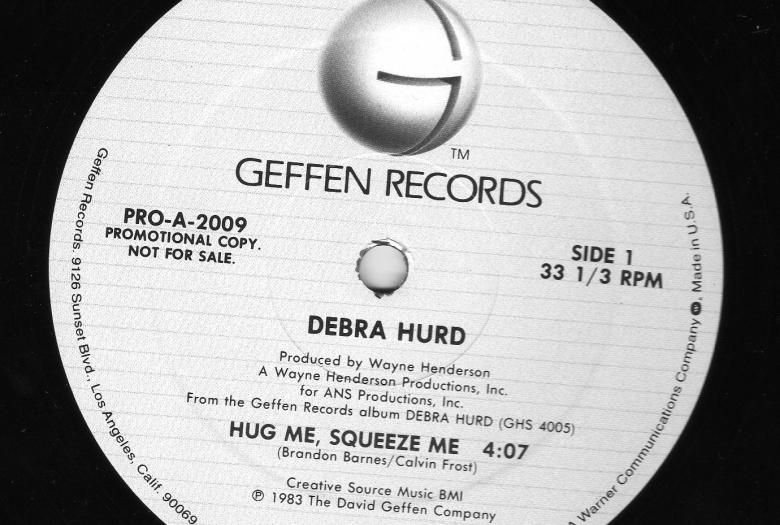 TM
GEFFEN RECORDS
PRO-A-2009
PROMOTIONAL COPY.
NOT FOR SALE.
SIDE 1
33 1/3 RPM
DEBRA HURD
Produced by Wayne Henderson
A Wayne Henderson Productions, Inc.
for ANS Productions, Inc.
From the Geffen Records album DEBRA HURD (GHS 4005)
HUG ME, SQUEEZE ME 4:07
(Brandon Barnes/Calvin Frost)
Creative Source Music BMI
℗ 1983 The David Geffen Company
Geffen Records. 9126 Sunset Blvd., Los Angeles, Calif. 90069
A Warner Communications Company. Made in U.S.A.